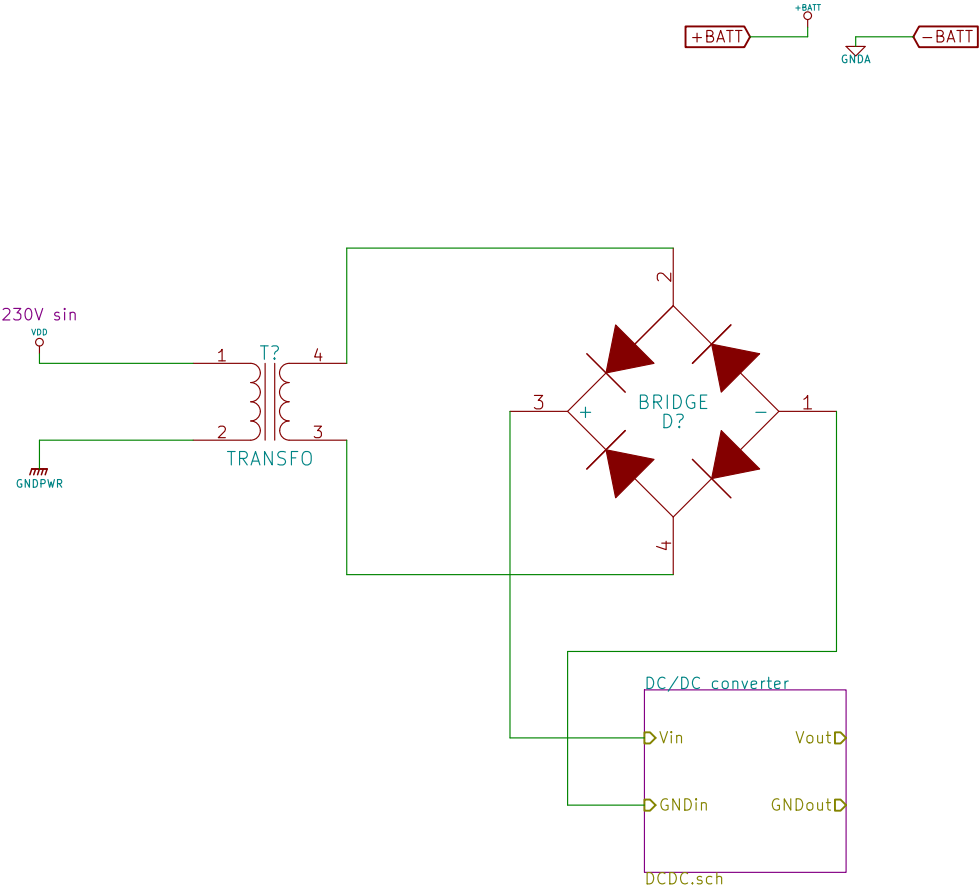 +BATT
+BATT
-BATT
GNDA
2
230V sin
VDD
1
T?
4
3
+
BRIDGE
D?
-
1
2
3
TRANSFO
GNDPWR
4
DC/DC converter
Vin
Vout
GNDin
GNDout
DCDC.sch